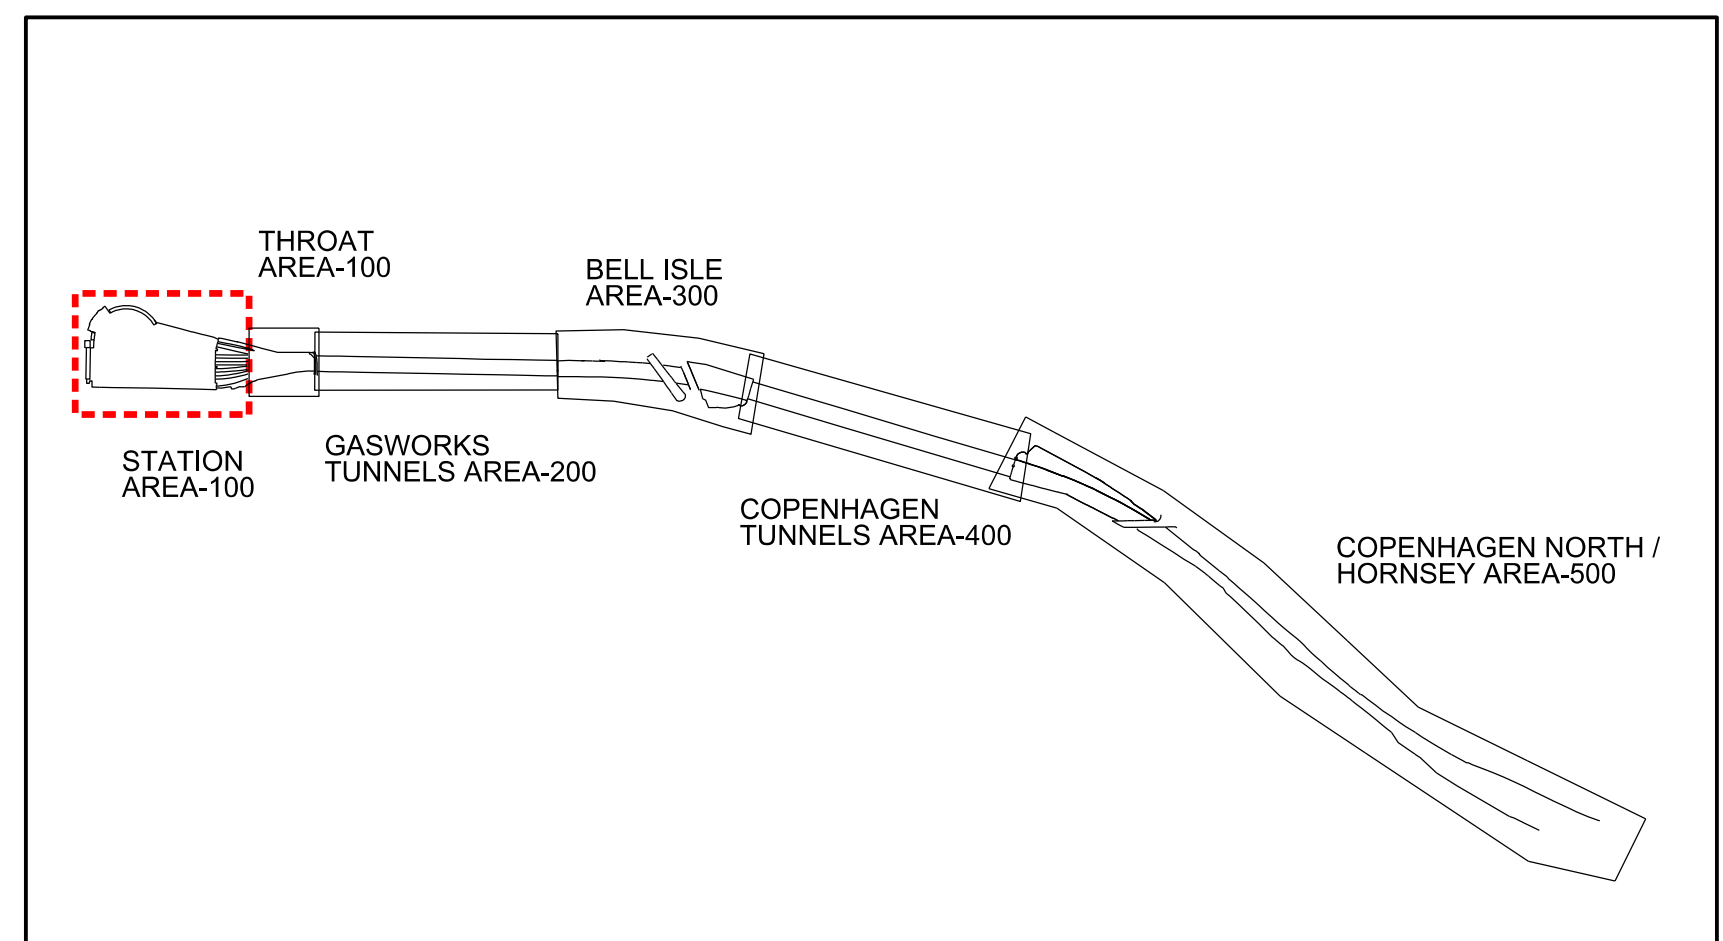 THROAT
AREA-100
BELL ISLE
AREA-300
STATION
AREA-100
GASWORKS
TUNNELS AREA-200
COPENHAGEN
TUNNELS AREA-400
COPENHAGEN NORTH /
HORNSEY AREA-500